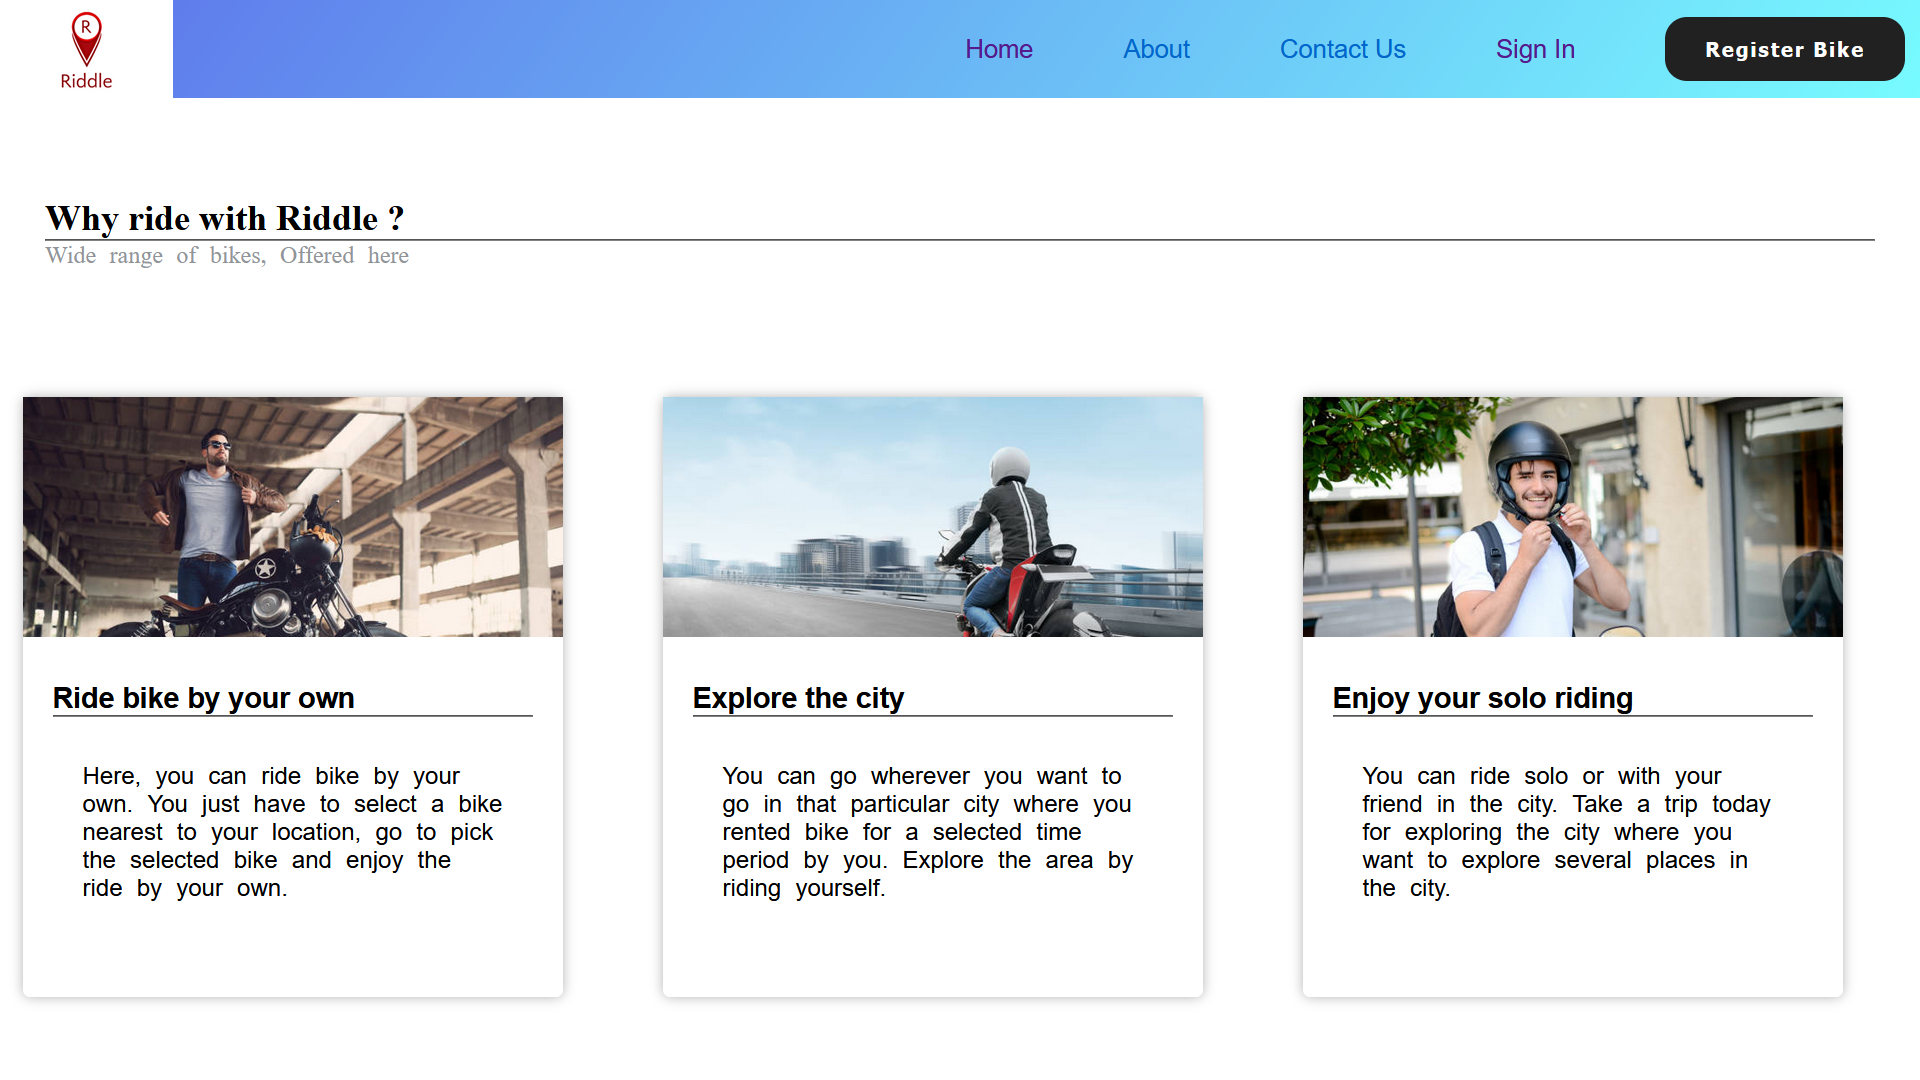 R
Riddle
Home
About
Contact Us
Sign In
Register Bike
Why ride with Riddle ?
Wide range of bikes, Offered here
Ride bike by your own
Here, you can ride bike by your
own. You just have to select a bike
nearest to your location, go to pick
the selected bike and enjoy the
ride by your own.
Explore the city
You can go wherever you want to
go in that particular city where you
rented bike for a selected time
period by you. Explore the area by
riding yourself.
Enjoy your solo riding
You can ride solo or with your
friend in the city. Take a trip today
for exploring the city where you
want to explore several places in
the city.